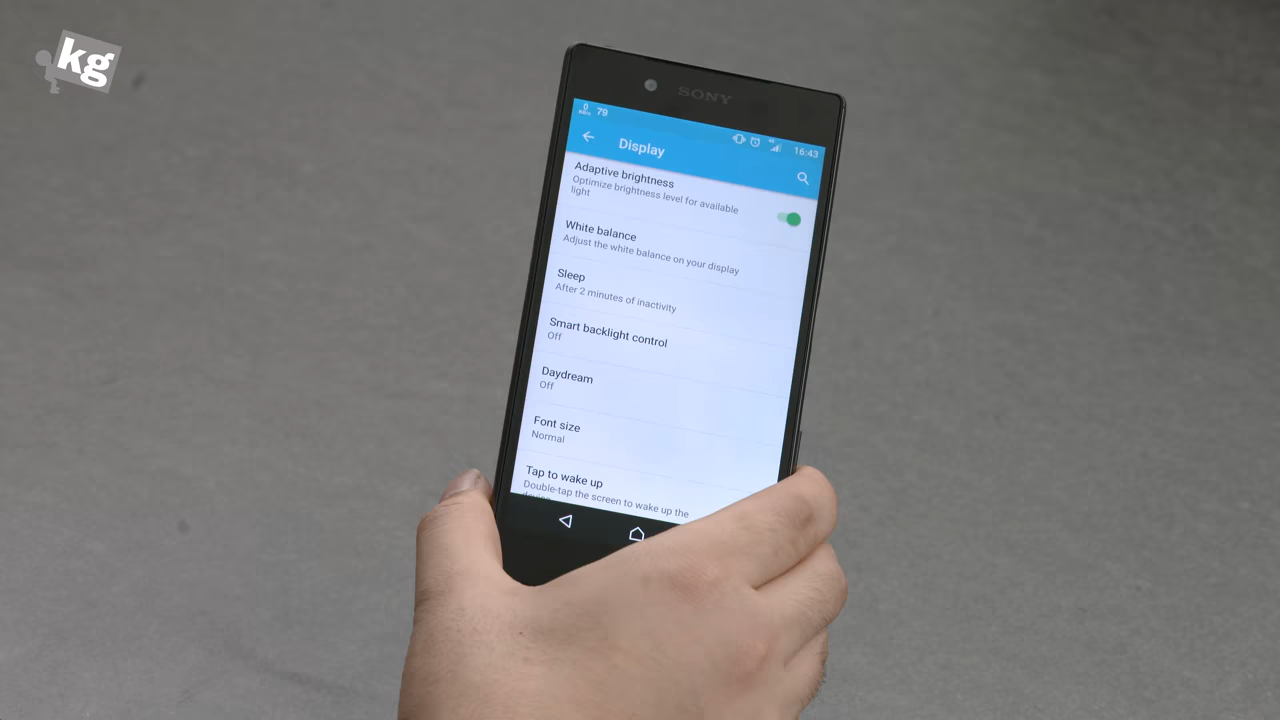 kg
SONY
0
79
16:43
Display
Adaptive brightness
Optimize brightness level for available
light
White balance
Adjust the white balance on your display
Sleep
After 2 minutes of inactivity
Smart backlight control
Off
Daydream
Off
Font size
Normal
Tap to wake up
Double-tap the screen to wake up the